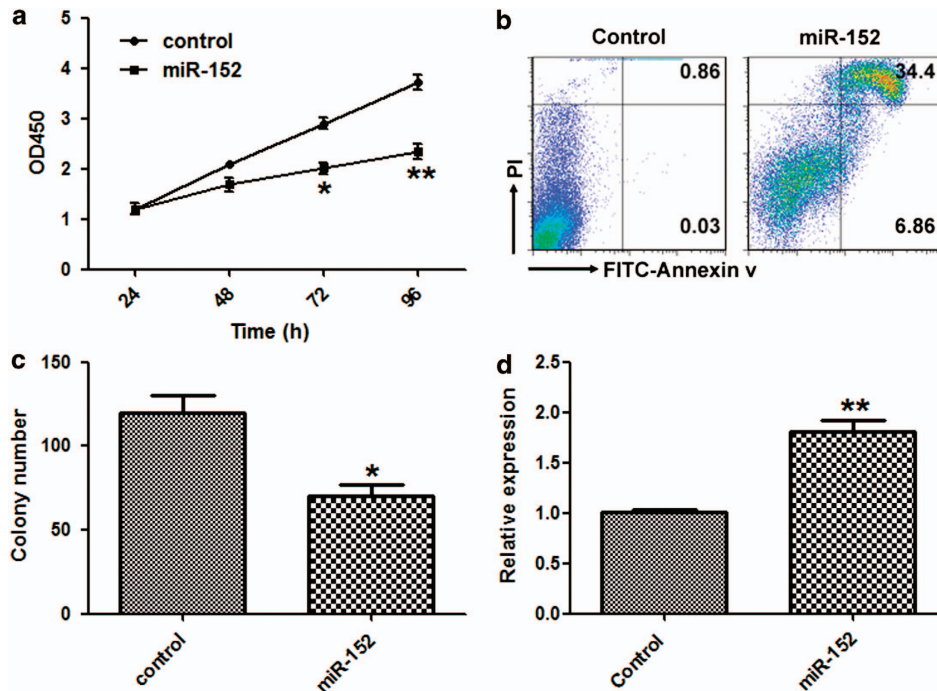 a
5
4
3
2
1
0
OD450
control
miR-152
*
**
24
48
72
96
Time (h)
b
Control
miR-152
0.86
34.4
0.03
6.86
PI
FITC-Annexin v
c
150
100
50
0
Colony number
*
control
miR-152
d
2.5
2.0
1.5
1.0
0.5
0.0
Relative expression
**
Control
miR-152